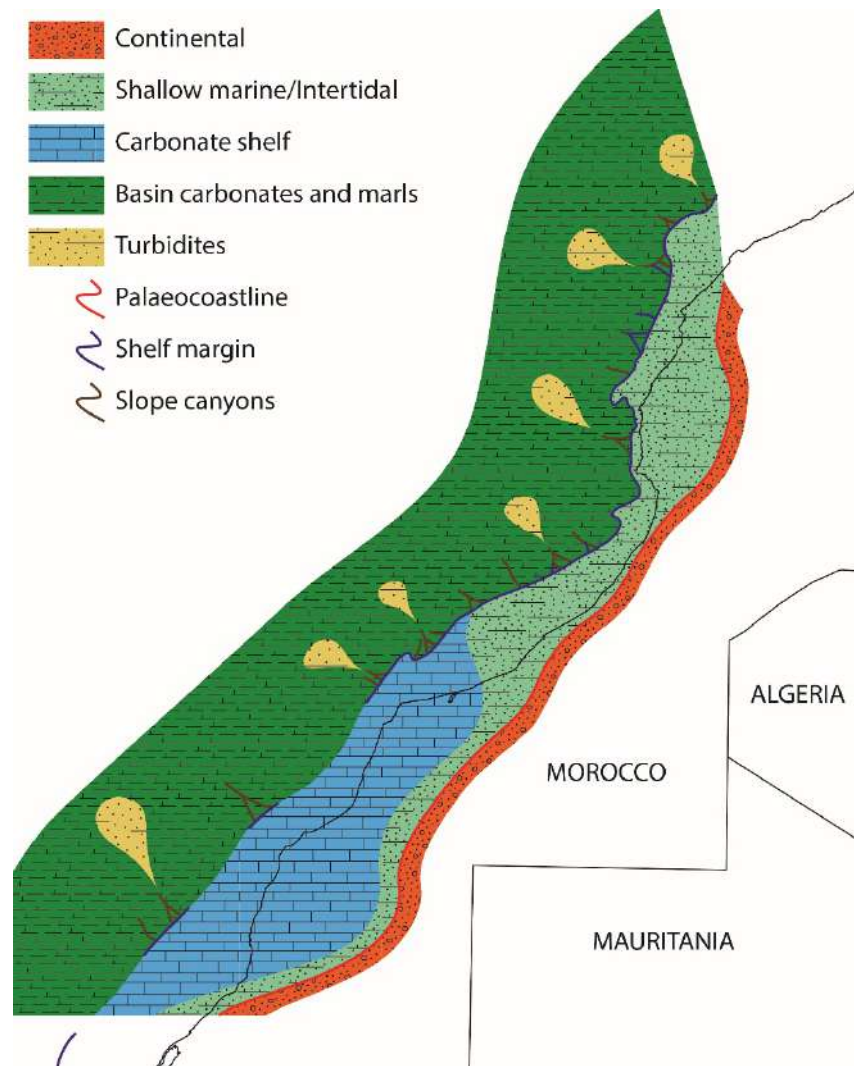 Continental
Shallow marine/Intertidal
Carbonate shelf
Basin carbonates and marls
Turbidites
Palaeocoastline
Shelf margin
Slope canyons
ALGERIA
MOROCCO
MAURITANIA